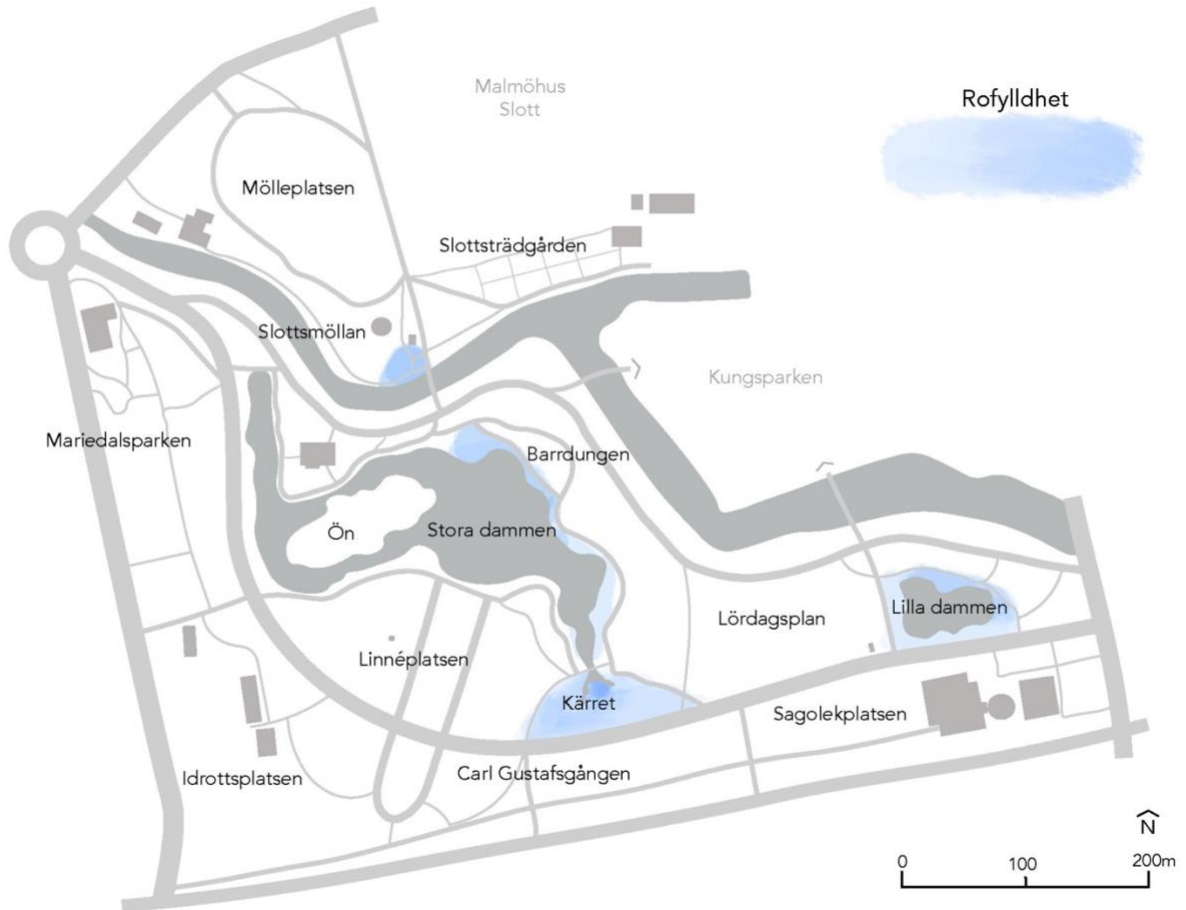 Malmöhus
Slott
Rofylldhet
Mölleplatsen
Slottsträdgården
Slottsmöllan
Kungsparken
Mariedalsparken
Barrdungen
Ön
Stora dammen
Lilla dammen
Lördagsplan
Linnéplatsen
Kärret
Sagolekplatsen
Idrottsplatsen
Carl Gustafsgången
N
0 100 200m